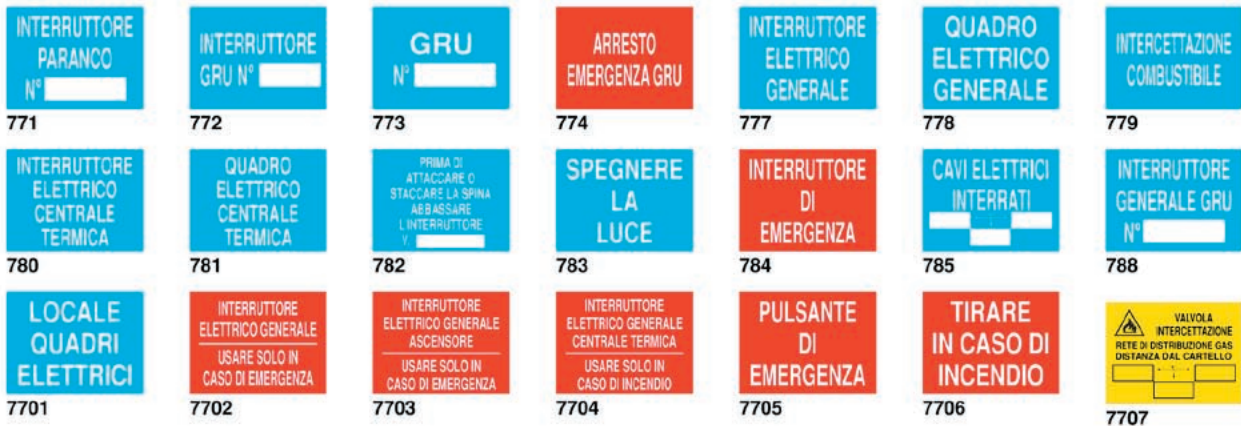 INTERRUTTORE
PARANCO
N°
771
INTERRUTTORE
GRU N°
772
GRU
N°
773
ARRESTO
EMERGENZA GRU
774
INTERRUTTORE
ELETTRICO
GENERALE
777
QUADRO
ELETTRICO
GENERALE
778
INTERCETTAZIONE
COMBUSTIBILE
779
INTERRUTTORE
ELETTRICO
CENTRALE
TERMICA
780
QUADRO
ELETTRICO
CENTRALE
TERMICA
781
PRIMA DI
ATTACCARE O
STACCARE LA SPINA
ABBASSARE
L'INTERRUTTORE
V.
782
SPEGNERE
LA
LUCE
783
INTERRUTTORE
DI
EMERGENZA
784
CAVI ELETTRICI
INTERRATI
785
INTERRUTTORE
GENERALE GRU
N°
788
LOCALE
QUADRI
ELETTRICI
7701
INTERRUTTORE
ELETTRICO GENERALE
USARE SOLO IN
CASO DI EMERGENZA
7702
INTERRUTTORE
ELETTRICO GENERALE
ASCENSORE
USARE SOLO IN
CASO DI EMERGENZA
7703
INTERRUTTORE
ELETTRICO GENERALE
CENTRALE TERMICA
USARE SOLO IN
CASO DI INCENDIO
7704
PULSANTE
DI
EMERGENZA
7705
TIRARE
IN CASO DI
INCENDIO
7706
VALVOLA
INTERCETTAZIONE
RETE DI DISTRIBUZIONE GAS
DISTANZA DAL CARTELLO
7707